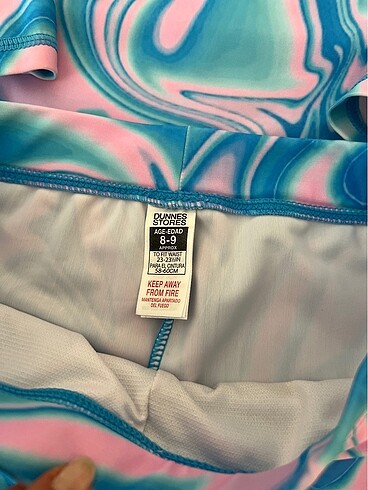 DUNNES
STORES
AGE-EDAD
8-9
APPROX
TO FIT WAIST
23-23½IN
PARA EL CINTURA
58-60CM
KEEP AWAY
FROM FIRE
MANTENGA APARTADO
DEL FUEGO